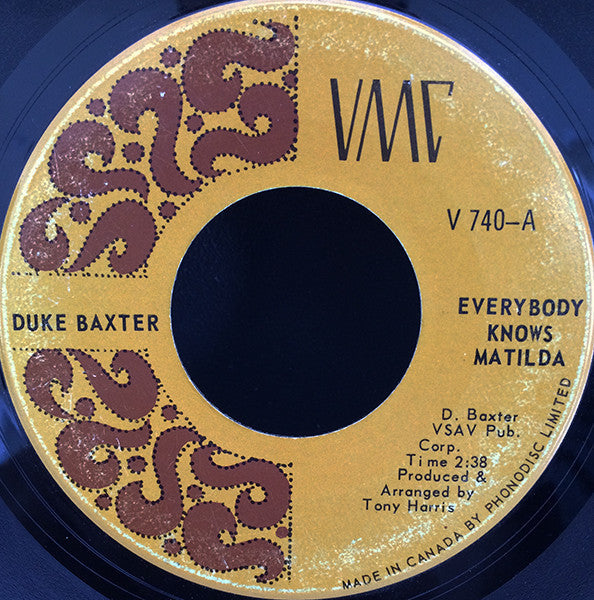 VMC
V 740-A
DUKE BAXTER
EVERYBODY
KNOWS
MATILDA
D. Baxter
VSAV Pub.
Corp.
Time 2:38
Produced &
Arranged by
Tony Harris
MADE IN CANADA BY PHONODISC LIMITED